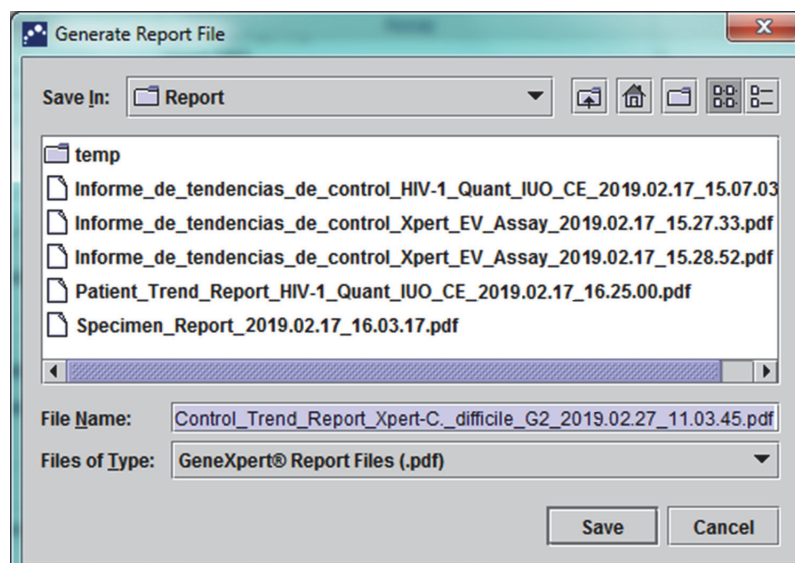 Generate Report File
Save In: Report
temp
Informe_de_tendencias_de_control_HIV-1_Quant_IUO_CE_2019.02.17_15.07.03
Informe_de_tendencias_de_control_Xpert_EV_Assay_2019.02.17_15.27.33.pdf
Informe_de_tendencias_de_control_Xpert_EV_Assay_2019.02.17_15.28.52.pdf
Patient_Trend_Report_HIV-1_Quant_IUO_CE_2019.02.17_16.25.00.pdf
Specimen_Report_2019.02.17_16.03.17.pdf
File Name: Control_Trend_Report_Xpert-C._difficile_G2_2019.02.27_11.03.45.pdf
Files of Type: GeneXpert® Report Files (.pdf)
Save Cancel